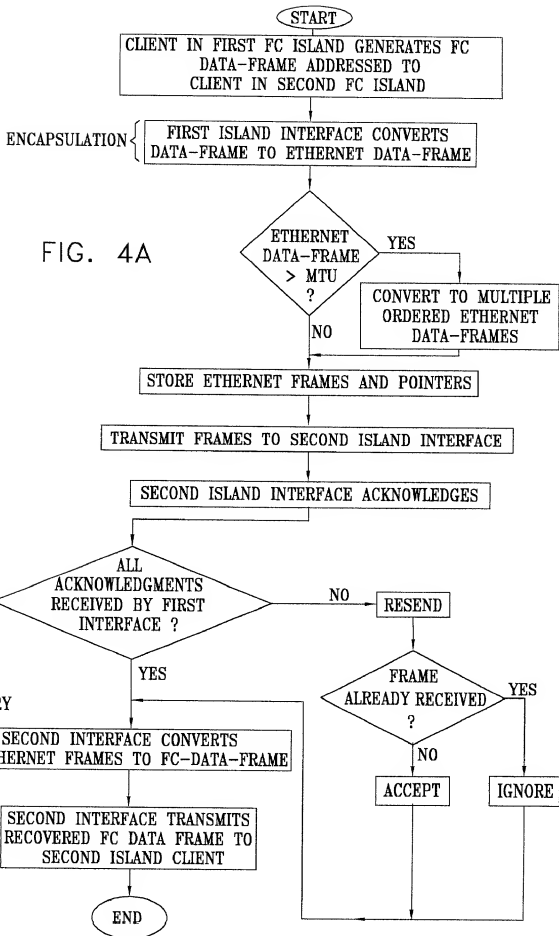 START
CLIENT IN FIRST FC ISLAND GENERATES FC
DATA-FRAME ADDRESSED TO
CLIENT IN SECOND FC ISLAND
ENCAPSULATION
FIRST ISLAND INTERFACE CONVERTS
DATA-FRAME TO ETHERNET DATA-FRAME
FIG. 4A
ETHERNET
DATA-FRAME
> MTU
?
YES
CONVERT TO MULTIPLE
ORDERED ETHERNET
DATA-FRAMES
NO
STORE ETHERNET FRAMES AND POINTERS
TRANSMIT FRAMES TO SECOND ISLAND INTERFACE
SECOND ISLAND INTERFACE ACKNOWLEDGES
ALL
ACKNOWLEDGMENTS
RECEIVED BY FIRST
INTERFACE ?
NO
RESEND
YES
FRAME
ALREADY RECEIVED
?
YES
NO
ACCEPT
IGNORE
RY
SECOND INTERFACE CONVERTS
HERNET FRAMES TO FC-DATA-FRAME
SECOND INTERFACE TRANSMITS
RECOVERED FC DATA FRAME TO
SECOND ISLAND CLIENT
END